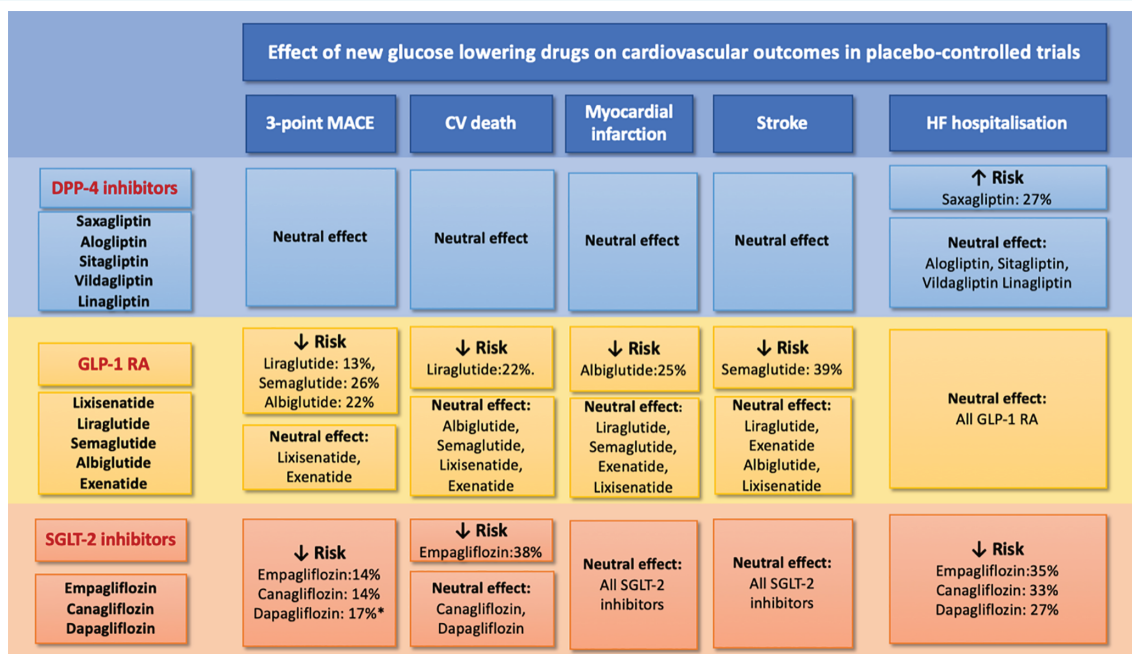 Effect of new glucose lowering drugs on cardiovascular outcomes in placebo-controlled trials
3-point MACE
CV death
Myocardial
infarction
Stroke
HF hospitalisation
DPP-4 inhibitors
Saxagliptin
Alogliptin
Sitagliptin
Vildagliptin
Linagliptin
Neutral effect
Neutral effect
Neutral effect
Neutral effect
↑ Risk
Saxagliptin: 27%
Neutral effect:
Alogliptin, Sitagliptin,
Vildagliptin Linagliptin
GLP-1 RA
Lixisenatide
Liraglutide
Semaglutide
Albiglutide
Exenatide
↓ Risk
Liraglutide: 13%,
Semaglutide: 26%
Albiglutide: 22%
Neutral effect:
Lixisenatide,
Exenatide
↓ Risk
Liraglutide:22%.
Neutral effect:
Albiglutide,
Semaglutide,
Lixisenatide,
Exenatide
↓ Risk
Albiglutide:25%
Neutral effect:
Liraglutide,
Semaglutide,
Exenatide,
Lixisenatide
↓ Risk
Semaglutide: 39%
Neutral effect:
Liraglutide,
Exenatide
Albiglutide,
Lixisenatide
Neutral effect:
All GLP-1 RA
SGLT-2 inhibitors
Empagliflozin
Canagliflozin
Dapagliflozin
↓ Risk
Empagliflozin:14%
Canagliflozin: 14%
Dapagliflozin: 17%*
↓ Risk
Empagliflozin:38%
Neutral effect:
Canagliflozin,
Dapagliflozin
Neutral effect:
All SGLT-2
inhibitors
Neutral effect:
All SGLT-2
inhibitors
↓ Risk
Empagliflozin:35%
Canagliflozin: 33%
Dapagliflozin: 27%